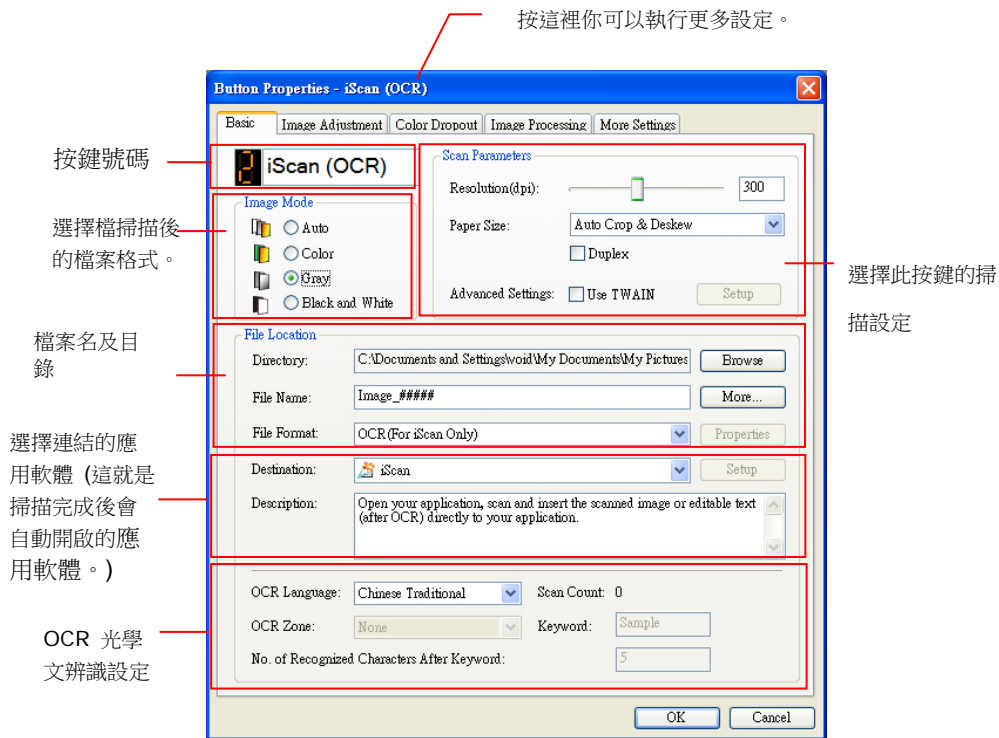 按這裡你可以執行更多設定。
Button Properties - iScan (OCR)
Basic Image Adjustment Color Dropout Image Processing More Settings
按鍵號碼
2 iScan (OCR)
選擇檔掃描後
的檔案格式。
Image Mode
Auto
Color
Gray
Black and White
Scan Parameters
Resolution(dpi): 300
Paper Size: Auto Crop & Deskew
Duplex
Advanced Settings: Use TWAIN Setup
選擇此按鍵的掃
描設定
檔案名及目
錄
File Location
Directory: C:\Documents and Settings\void\My Documents\My Pictures Browse
File Name: Image_##### More...
File Format: OCR(For iScan Only) Properties
選擇連結的應
用軟體 (這就是
掃描完成後會
自動開啟的應
用軟體。)
Destination: iScan Setup
Description: Open your application, scan and insert the scanned image or editable text
(after OCR) directly to your application.
OCR 光學
文辨識設定
OCR Language: Chinese Traditional Scan Count: 0
OCR Zone: None Keyword: Sample
No. of Recognized Characters After Keyword: 5
OK Cancel